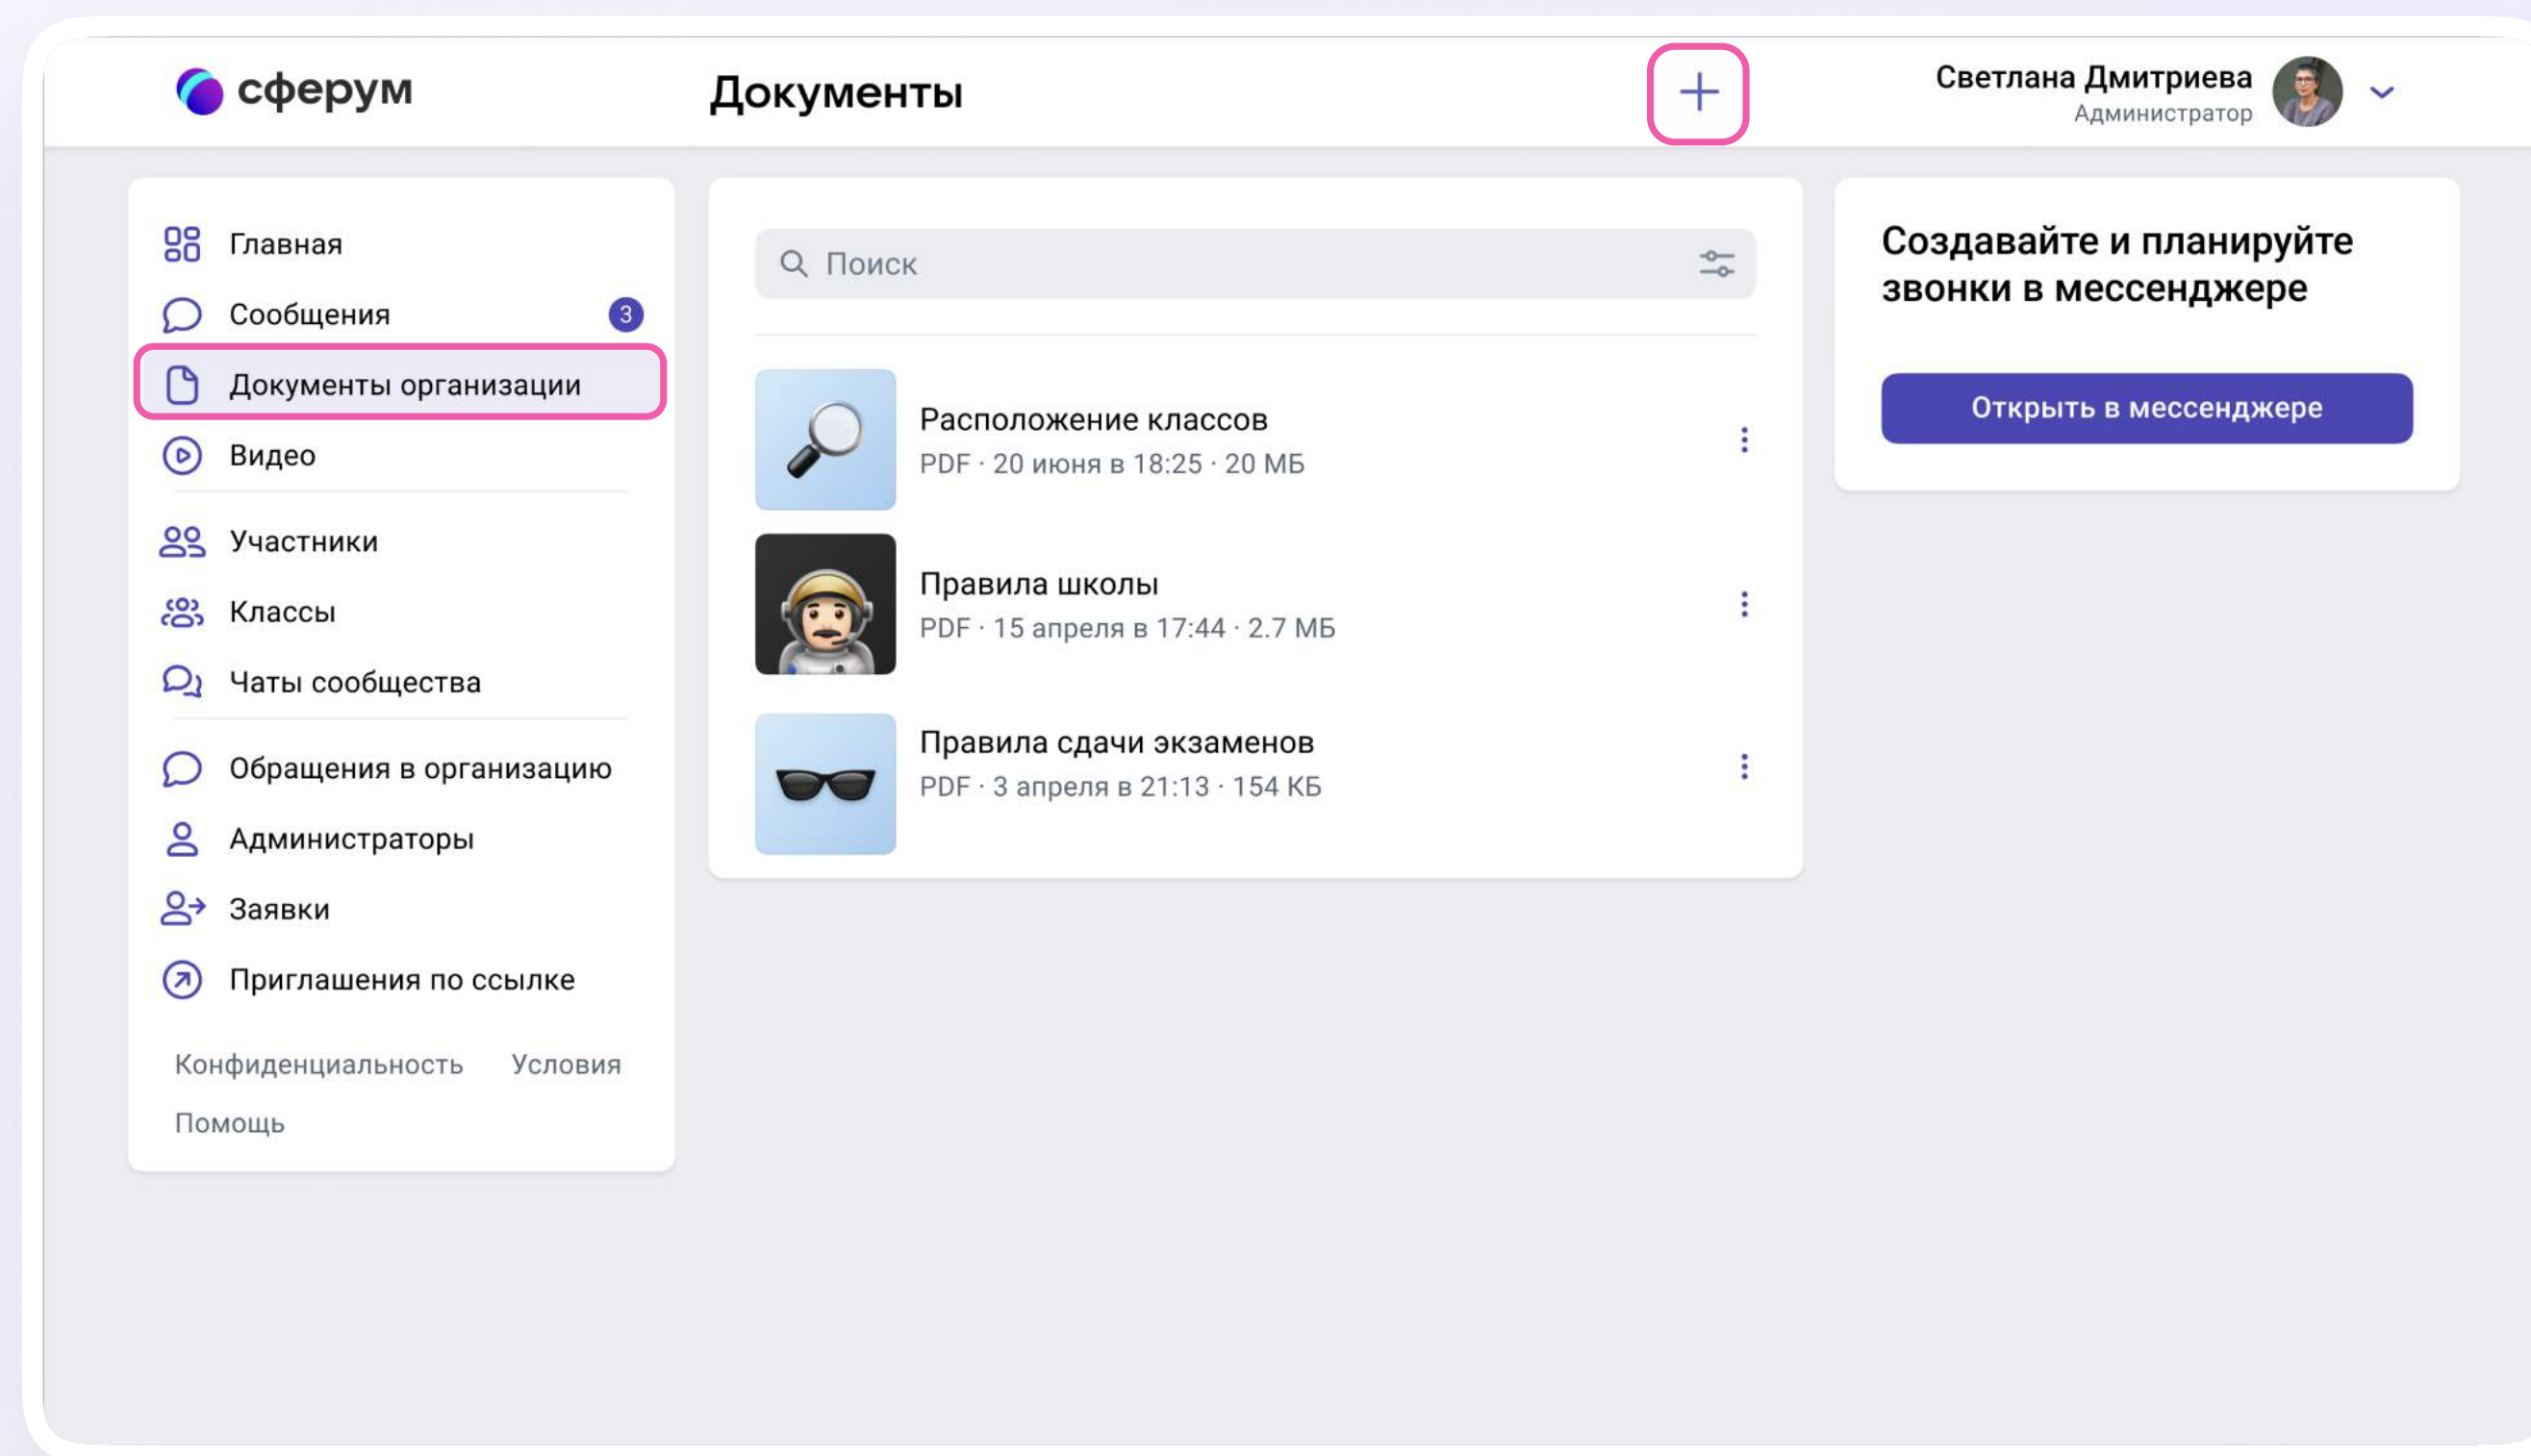 сферум
Документы
Светлана Дмитриева
Администратор
Главная
Сообщения 3
Документы организации
Видео
Участники
Классы
Чаты сообщества
Обращения в организацию
Администраторы
Заявки
Приглашения по ссылке
Конфиденциальность Условия
Помощь
Поиск
Расположение классов
PDF · 20 июня в 18:25 · 20 МБ
Правила школы
PDF · 15 апреля в 17:44 · 2.7 МБ
Правила сдачи экзаменов
PDF · 3 апреля в 21:13 · 154 КБ
Создавайте и планируйте
звонки в мессенджере
Открыть в мессенджере